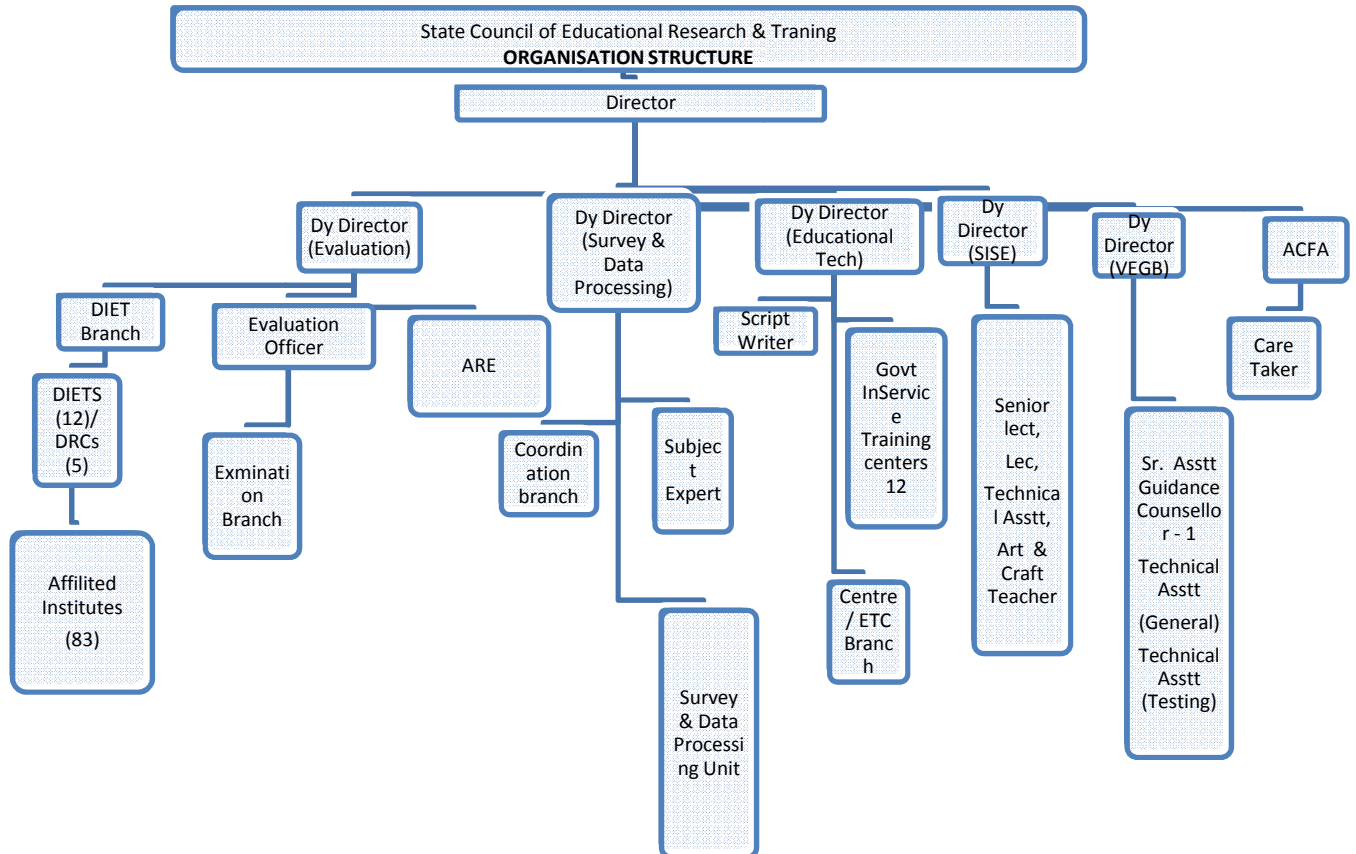 State Council of Educational Research & Traning
ORGANISATION STRUCTURE
Director
Dy Director
(Evaluation)
Dy Director
(Survey &
Data
Processing)
Dy Director
(Educational
Tech)
Dy
Director
(SISE)
Dy
Director
(VEGB)
ACFA
DIET
Branch
Evaluation
Officer
ARE
Script
Writer
Govt
InServic
e
Training
centers
12
Care
Taker
DIETS
(12)/
DRCs
(5)
Exminati
on
Branch
Coordin
ation
branch
Subjec
t
Expert
Senior
lect,
Lec,
Technica
l Asstt,
Art &
Craft
Teacher
Sr. Asstt
Guidance
Counsello
r - 1
Technical
Asstt
(General)
Technical
Asstt
(Testing)
Affilited
Institutes
(83)
Centre
/ ETC
Branc
h
Survey
& Data
Processi
ng Unit